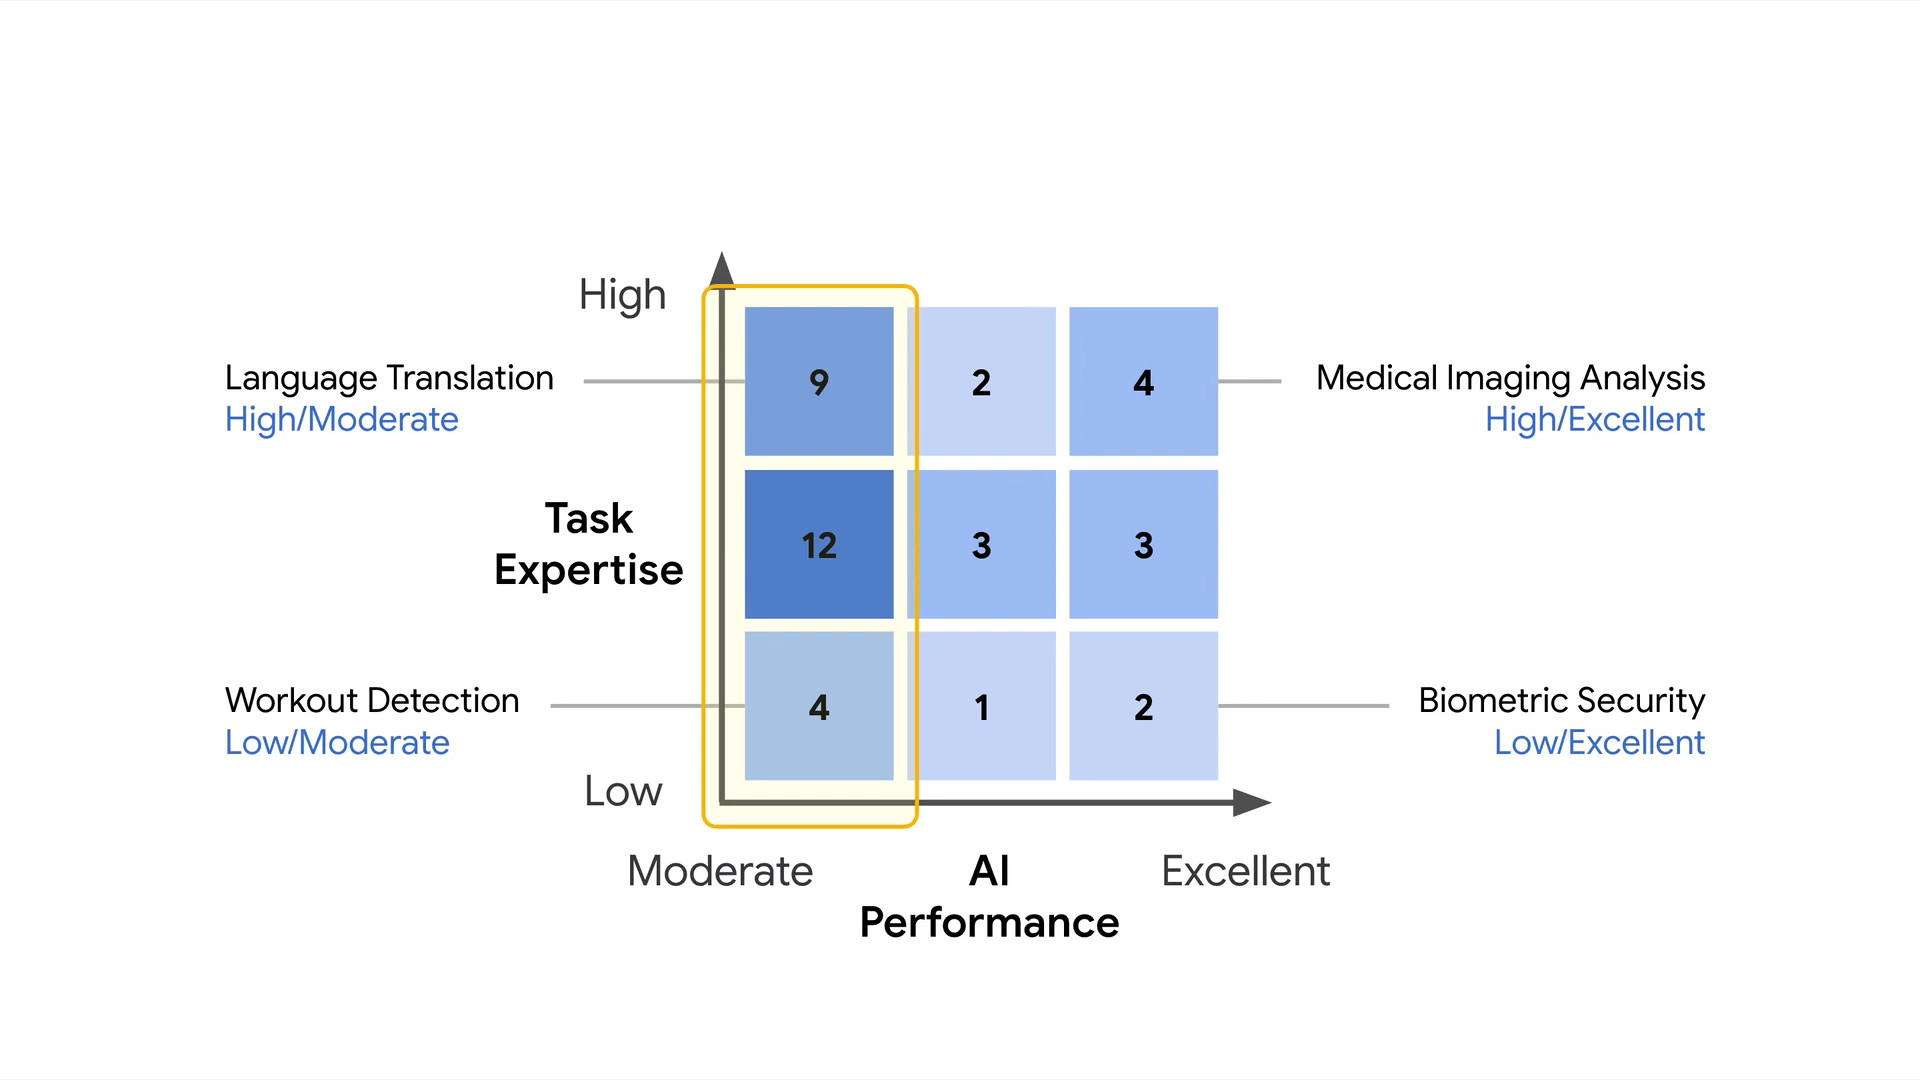 High
9
2
4
Language Translation
High/Moderate
Medical Imaging Analysis
High/Excellent
Task
Expertise
12
3
3
Workout Detection
Low/Moderate
4
1
2
Biometric Security
Low/Excellent
Low
Moderate
AI
Performance
Excellent